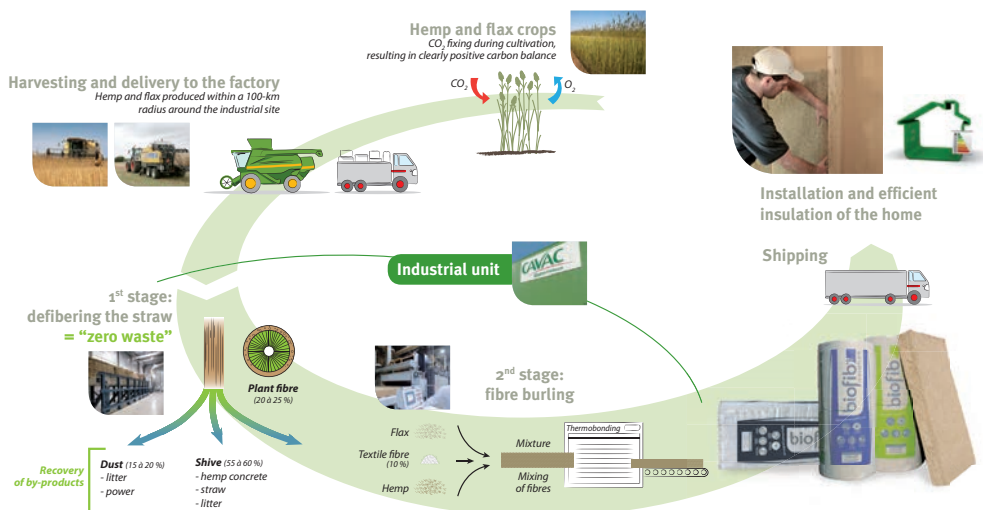 Hemp and flax crops
CO₂ fixing during cultivation,
resulting in clearly positive carbon balance
CO₂
O₂
Harvesting and delivery to the factory
Hemp and flax produced within a 100-km
radius around the industrial site
Installation and efficient
insulation of the home
Shipping
Industrial unit
CAVAC
1st stage:
defibering the straw
= “zero waste”
Plant fibre
(20 à 25 %)
2nd stage:
fibre burling
Flax
Textile fibre
(10 %)
Hemp
Mixture
Mixing
of fibres
Thermobonding
Recovery
of by-products
Dust (15 à 20 %)
- litter
- power
Shive (55 à 60 %)
- hemp concrete
- straw
- litter
biofib
biofib
biofib